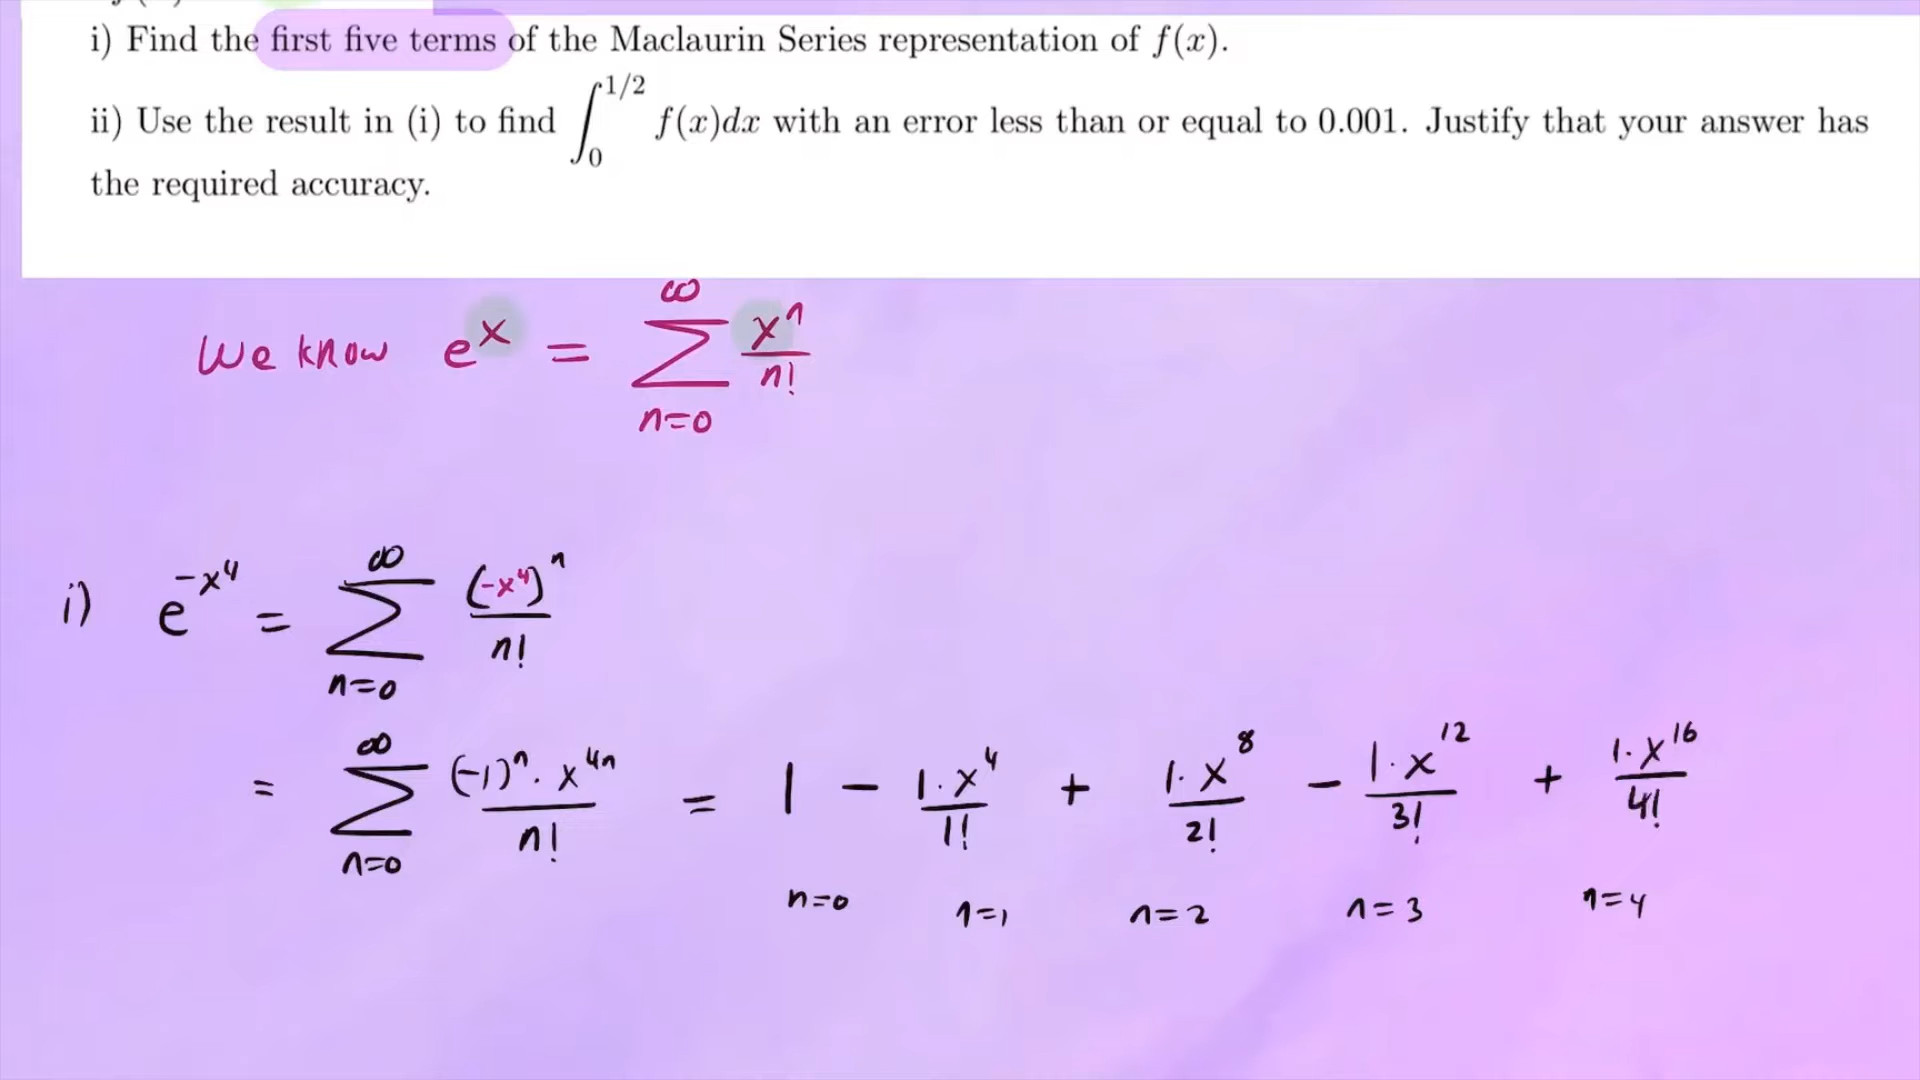 i) Find the first five terms of the Maclaurin Series representation of f(x).
ii) Use the result in (i) to find ∫₀^{1/2} f(x)dx with an error less than or equal to 0.001. Justify that your answer has
the required accuracy.
We know e^x = ∑_{n=0}^{∞} x^n/n!
i) e^{-x^4} = ∑_{n=0}^{∞} (-x^4)^n/n!
= ∑_{n=0}^{∞} (-1)^n · x^{4n}/n! = 1 - 1·x^4/1! + 1·x^8/2! - 1·x^{12}/3! + 1·x^{16}/4!
n=0 n=1 n=2 n=3 n=4